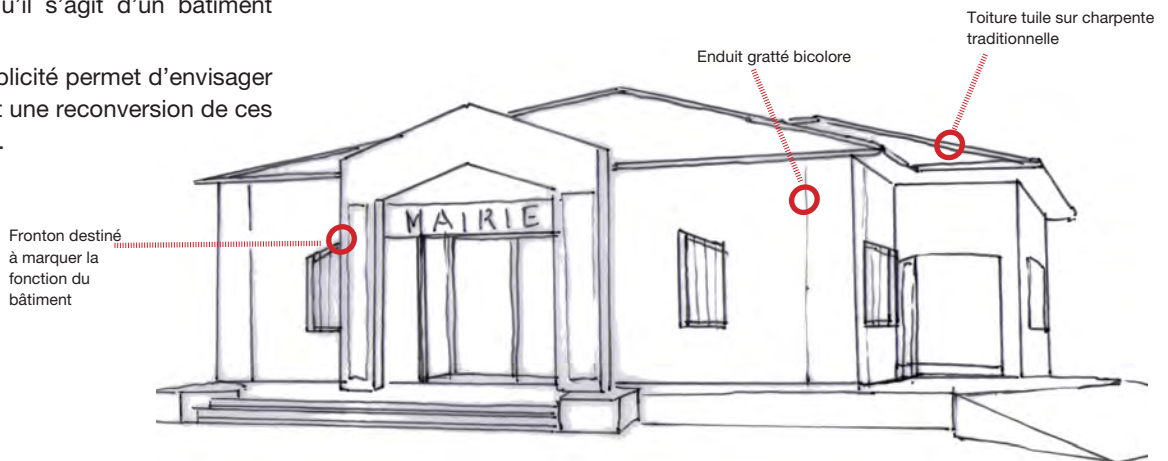 u'il s'agit d'un bâtiment
plicité permet d'envisager
t une reconversion de ces
.
Toiture tuile sur charpente
traditionnelle
Enduit gratté bicolore
MAIRIE
Fronton destiné
à marquer la
fonction du
bâtiment